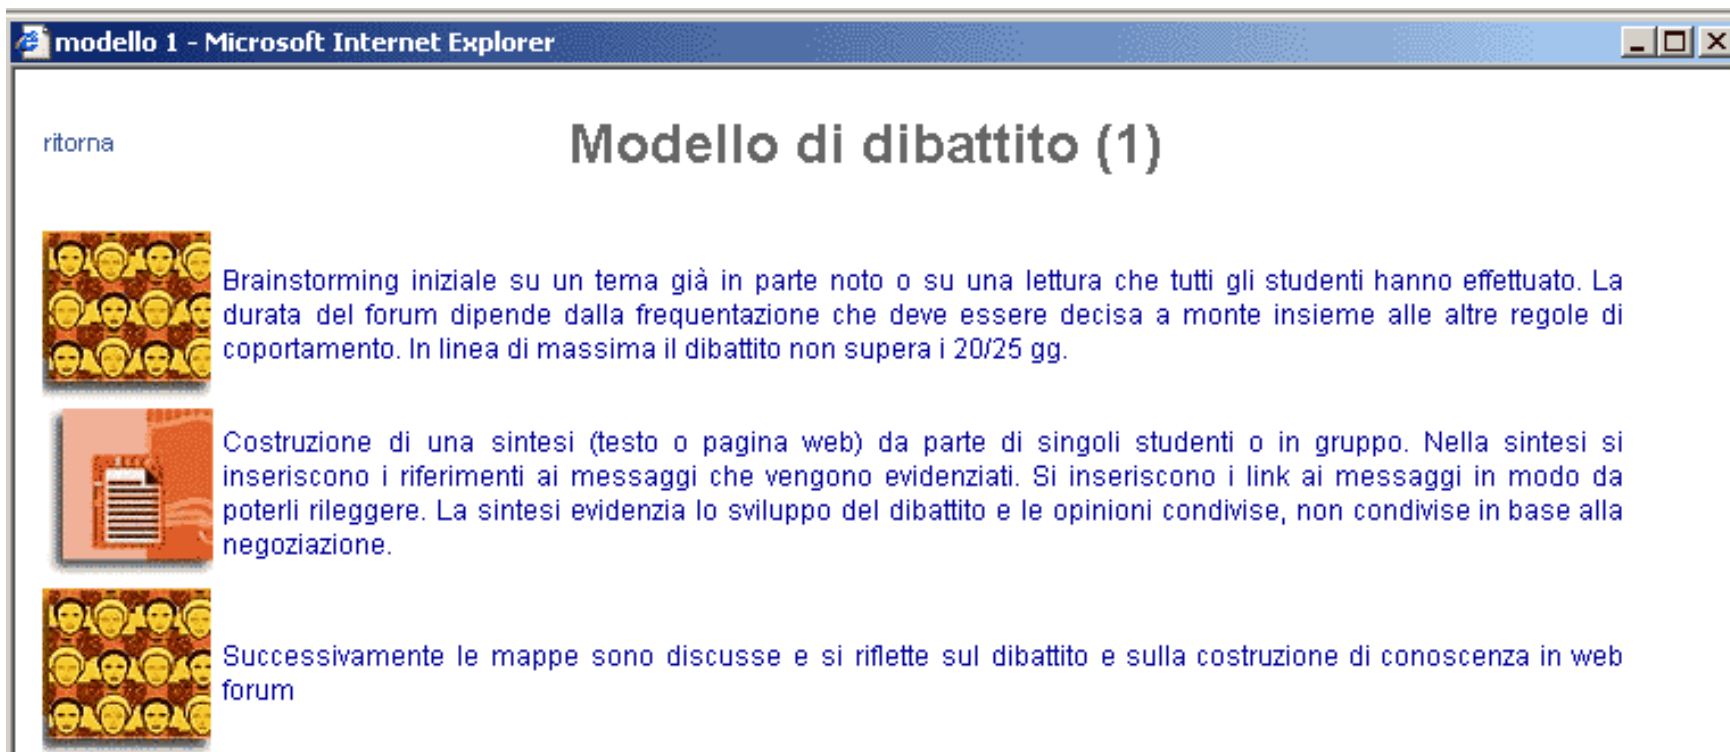 modello 1 - Microsoft Internet Explorer
ritorna
Modello di dibattito (1)
Brainstorming iniziale su un tema già in parte noto o su una lettura che tutti gli studenti hanno effettuato. La
durata del forum dipende dalla frequentazione che deve essere decisa a monte insieme alle altre regole di
coportamento. In linea di massima il dibattito non supera i 20/25 gg.
Costruzione di una sintesi (testo o pagina web) da parte di singoli studenti o in gruppo. Nella sintesi si
inseriscono i riferimenti ai messaggi che vengono evidenziati. Si inseriscono i link ai messaggi in modo da
poterli rileggere. La sintesi evidenzia lo sviluppo del dibattito e le opinioni condivise, non condivise in base alla
negoziazione.
Successivamente le mappe sono discusse e si riflette sul dibattito e sulla costruzione di conoscenza in web
forum